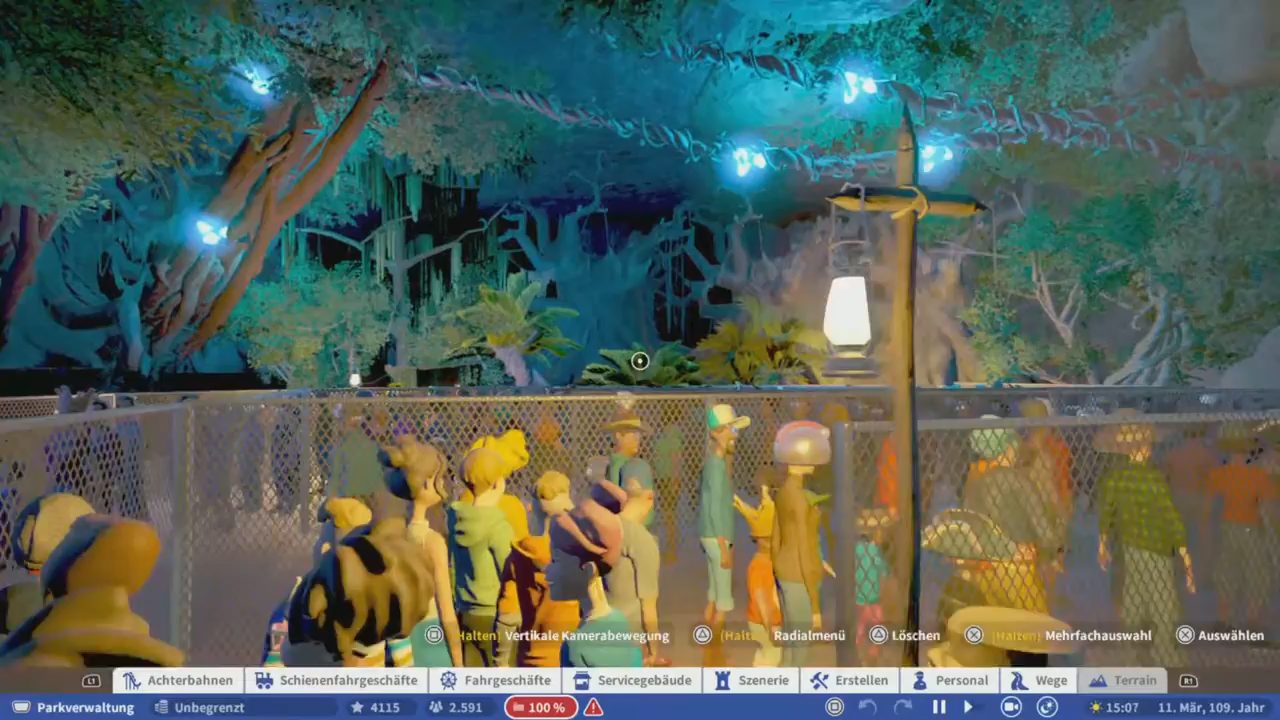 (Halten) Vertikale Kamerabewegung (Halt Radialmenü Löschen (Halten) Mehrfachauswahl Auswählen
L1 Achterbahnen Schienenfahrgeschäfte Fahrgeschäfte Servicegebäude Szenerie Erstellen Personal Wege Terrain R1
Parkverwaltung Unbegrenzt 4115 2.591 100 % 15:07 11. Mär, 109. Jahr